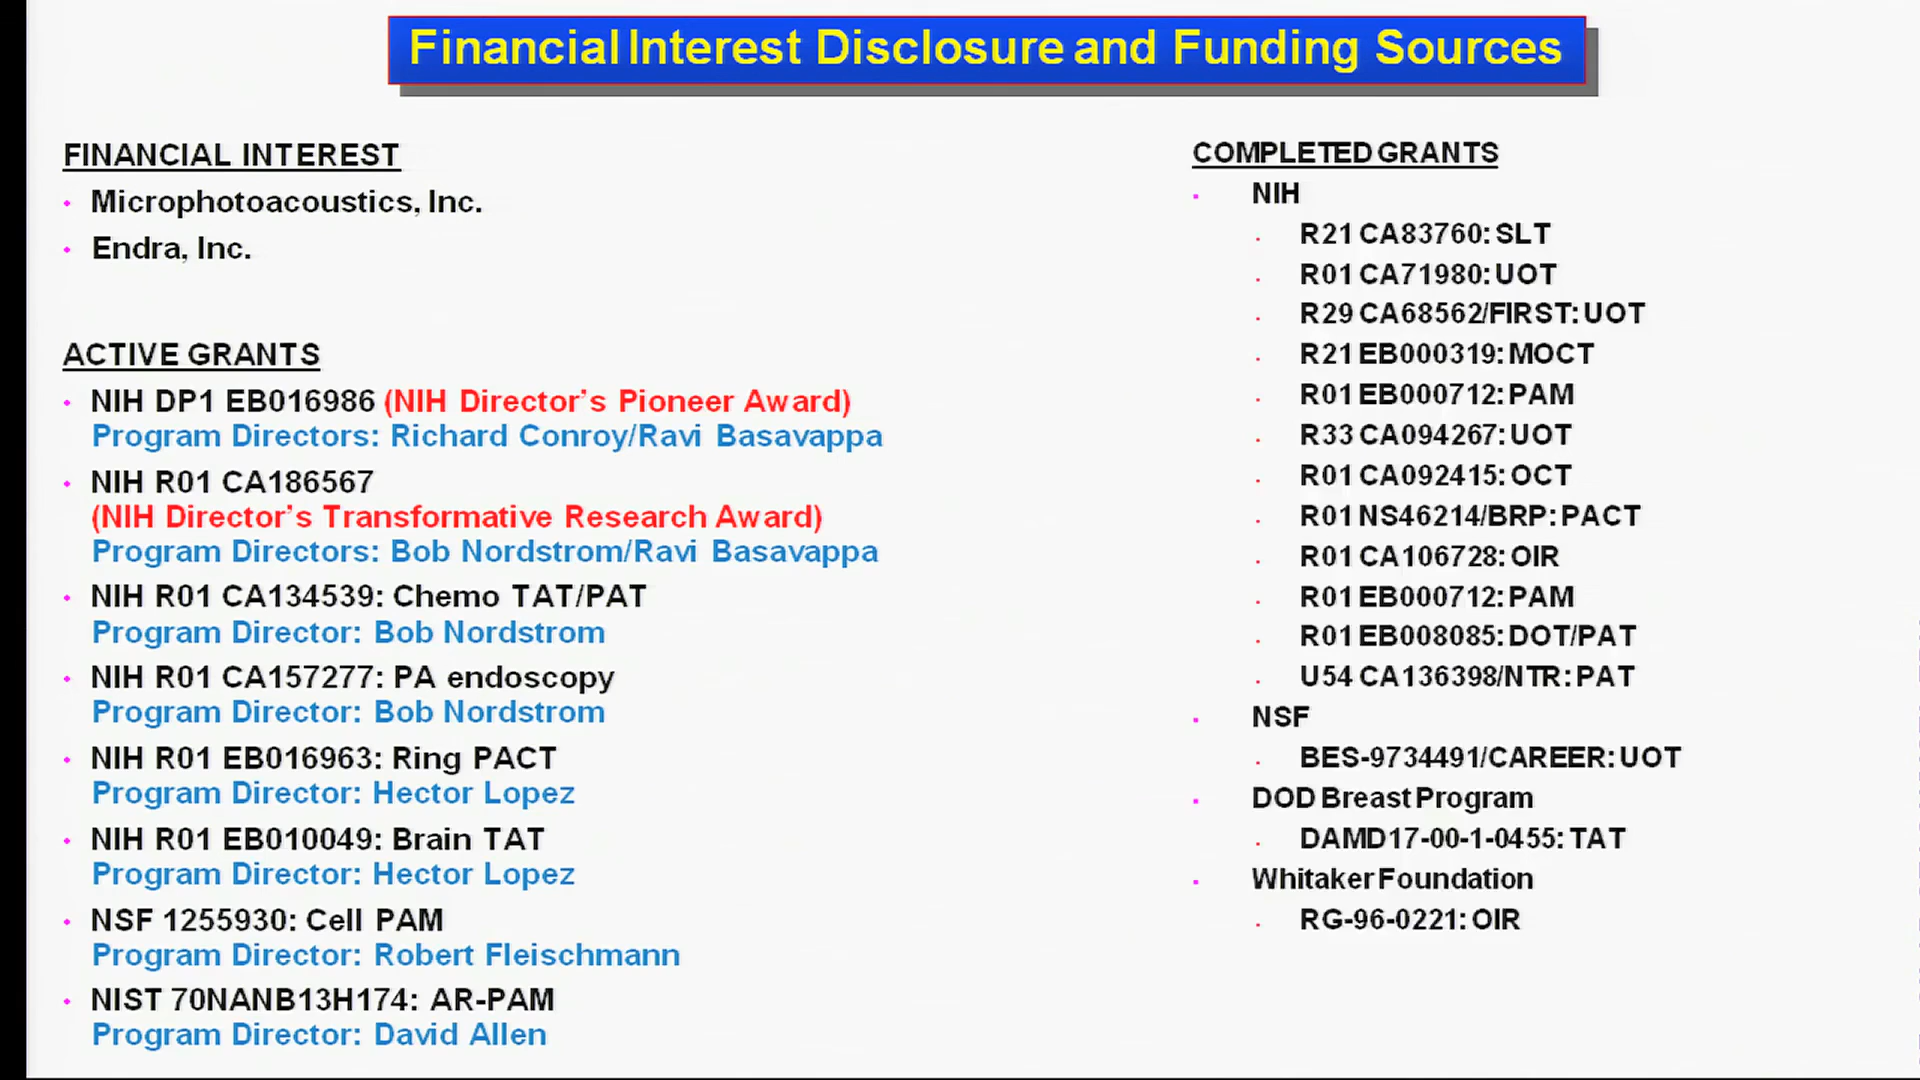 Financial Interest Disclosure and Funding Sources
FINANCIAL INTEREST
Microphotoacoustics, Inc.
Endra, Inc.
ACTIVE GRANTS
NIH DP1 EB016986 (NIH Director's Pioneer Award)
Program Directors: Richard Conroy/Ravi Basavappa
NIH R01 CA186567
(NIH Director's Transformative Research Award)
Program Directors: Bob Nordstrom/Ravi Basavappa
NIH R01 CA134539: Chemo TAT/PAT
Program Director: Bob Nordstrom
NIH R01 CA157277: PA endoscopy
Program Director: Bob Nordstrom
NIH R01 EB016963: Ring PACT
Program Director: Hector Lopez
NIH R01 EB010049: Brain TAT
Program Director: Hector Lopez
NSF 1255930: Cell PAM
Program Director: Robert Fleischmann
NIST 70NANB13H174: AR-PAM
Program Director: David Allen
COMPLETED GRANTS
NIH
R21 CA83760: SLT
R01 CA71980: UOT
R29 CA68562/FIRST: UOT
R21 EB000319: MOCT
R01 EB000712: PAM
R33 CA094267: UOT
R01 CA092415: OCT
R01 NS46214/BRP: PACT
R01 CA106728: OIR
R01 EB000712: PAM
R01 EB008085: DOT/PAT
U54 CA136398/NTR: PAT
NSF
BES-9734491/CAREER: UOT
DOD Breast Program
DAMD17-00-1-0455: TAT
Whitaker Foundation
RG-96-0221: OIR